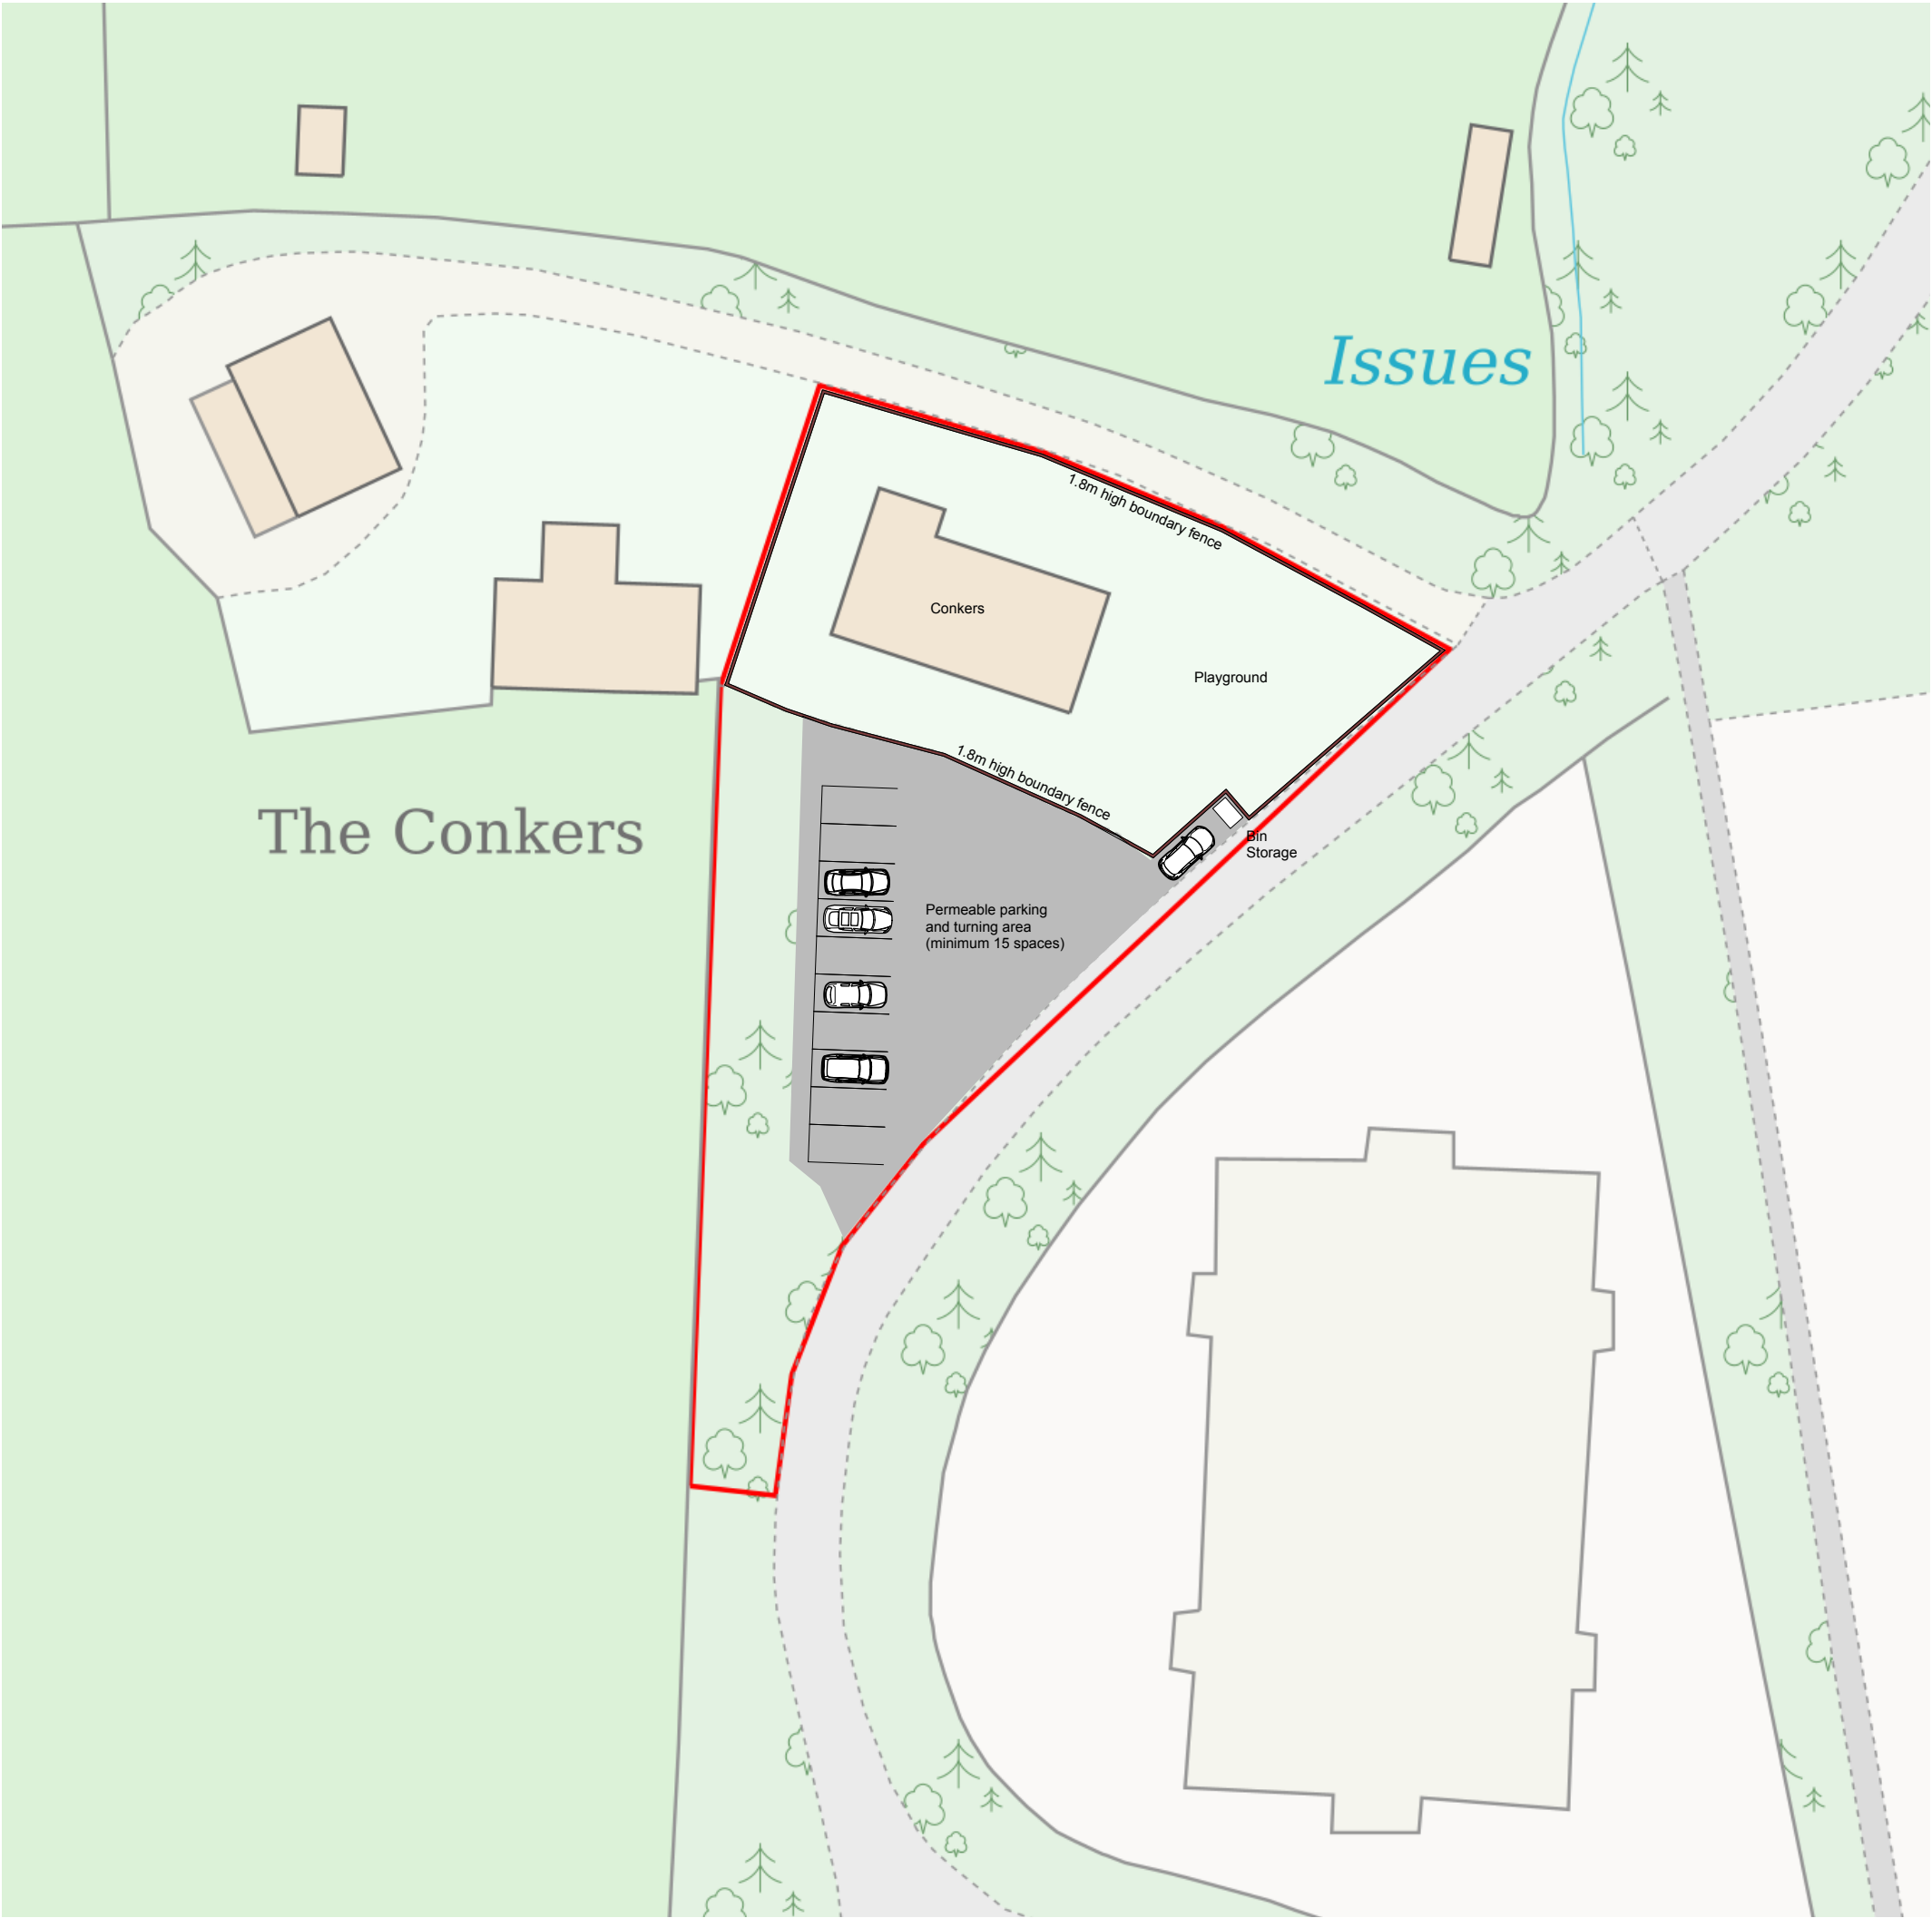 Issues
1.8m high boundary fence
Conkers
Playground
1.8m high boundary fence
The Conkers
Bin
Storage
Permeable parking
and turning area
(minimum 15 spaces)